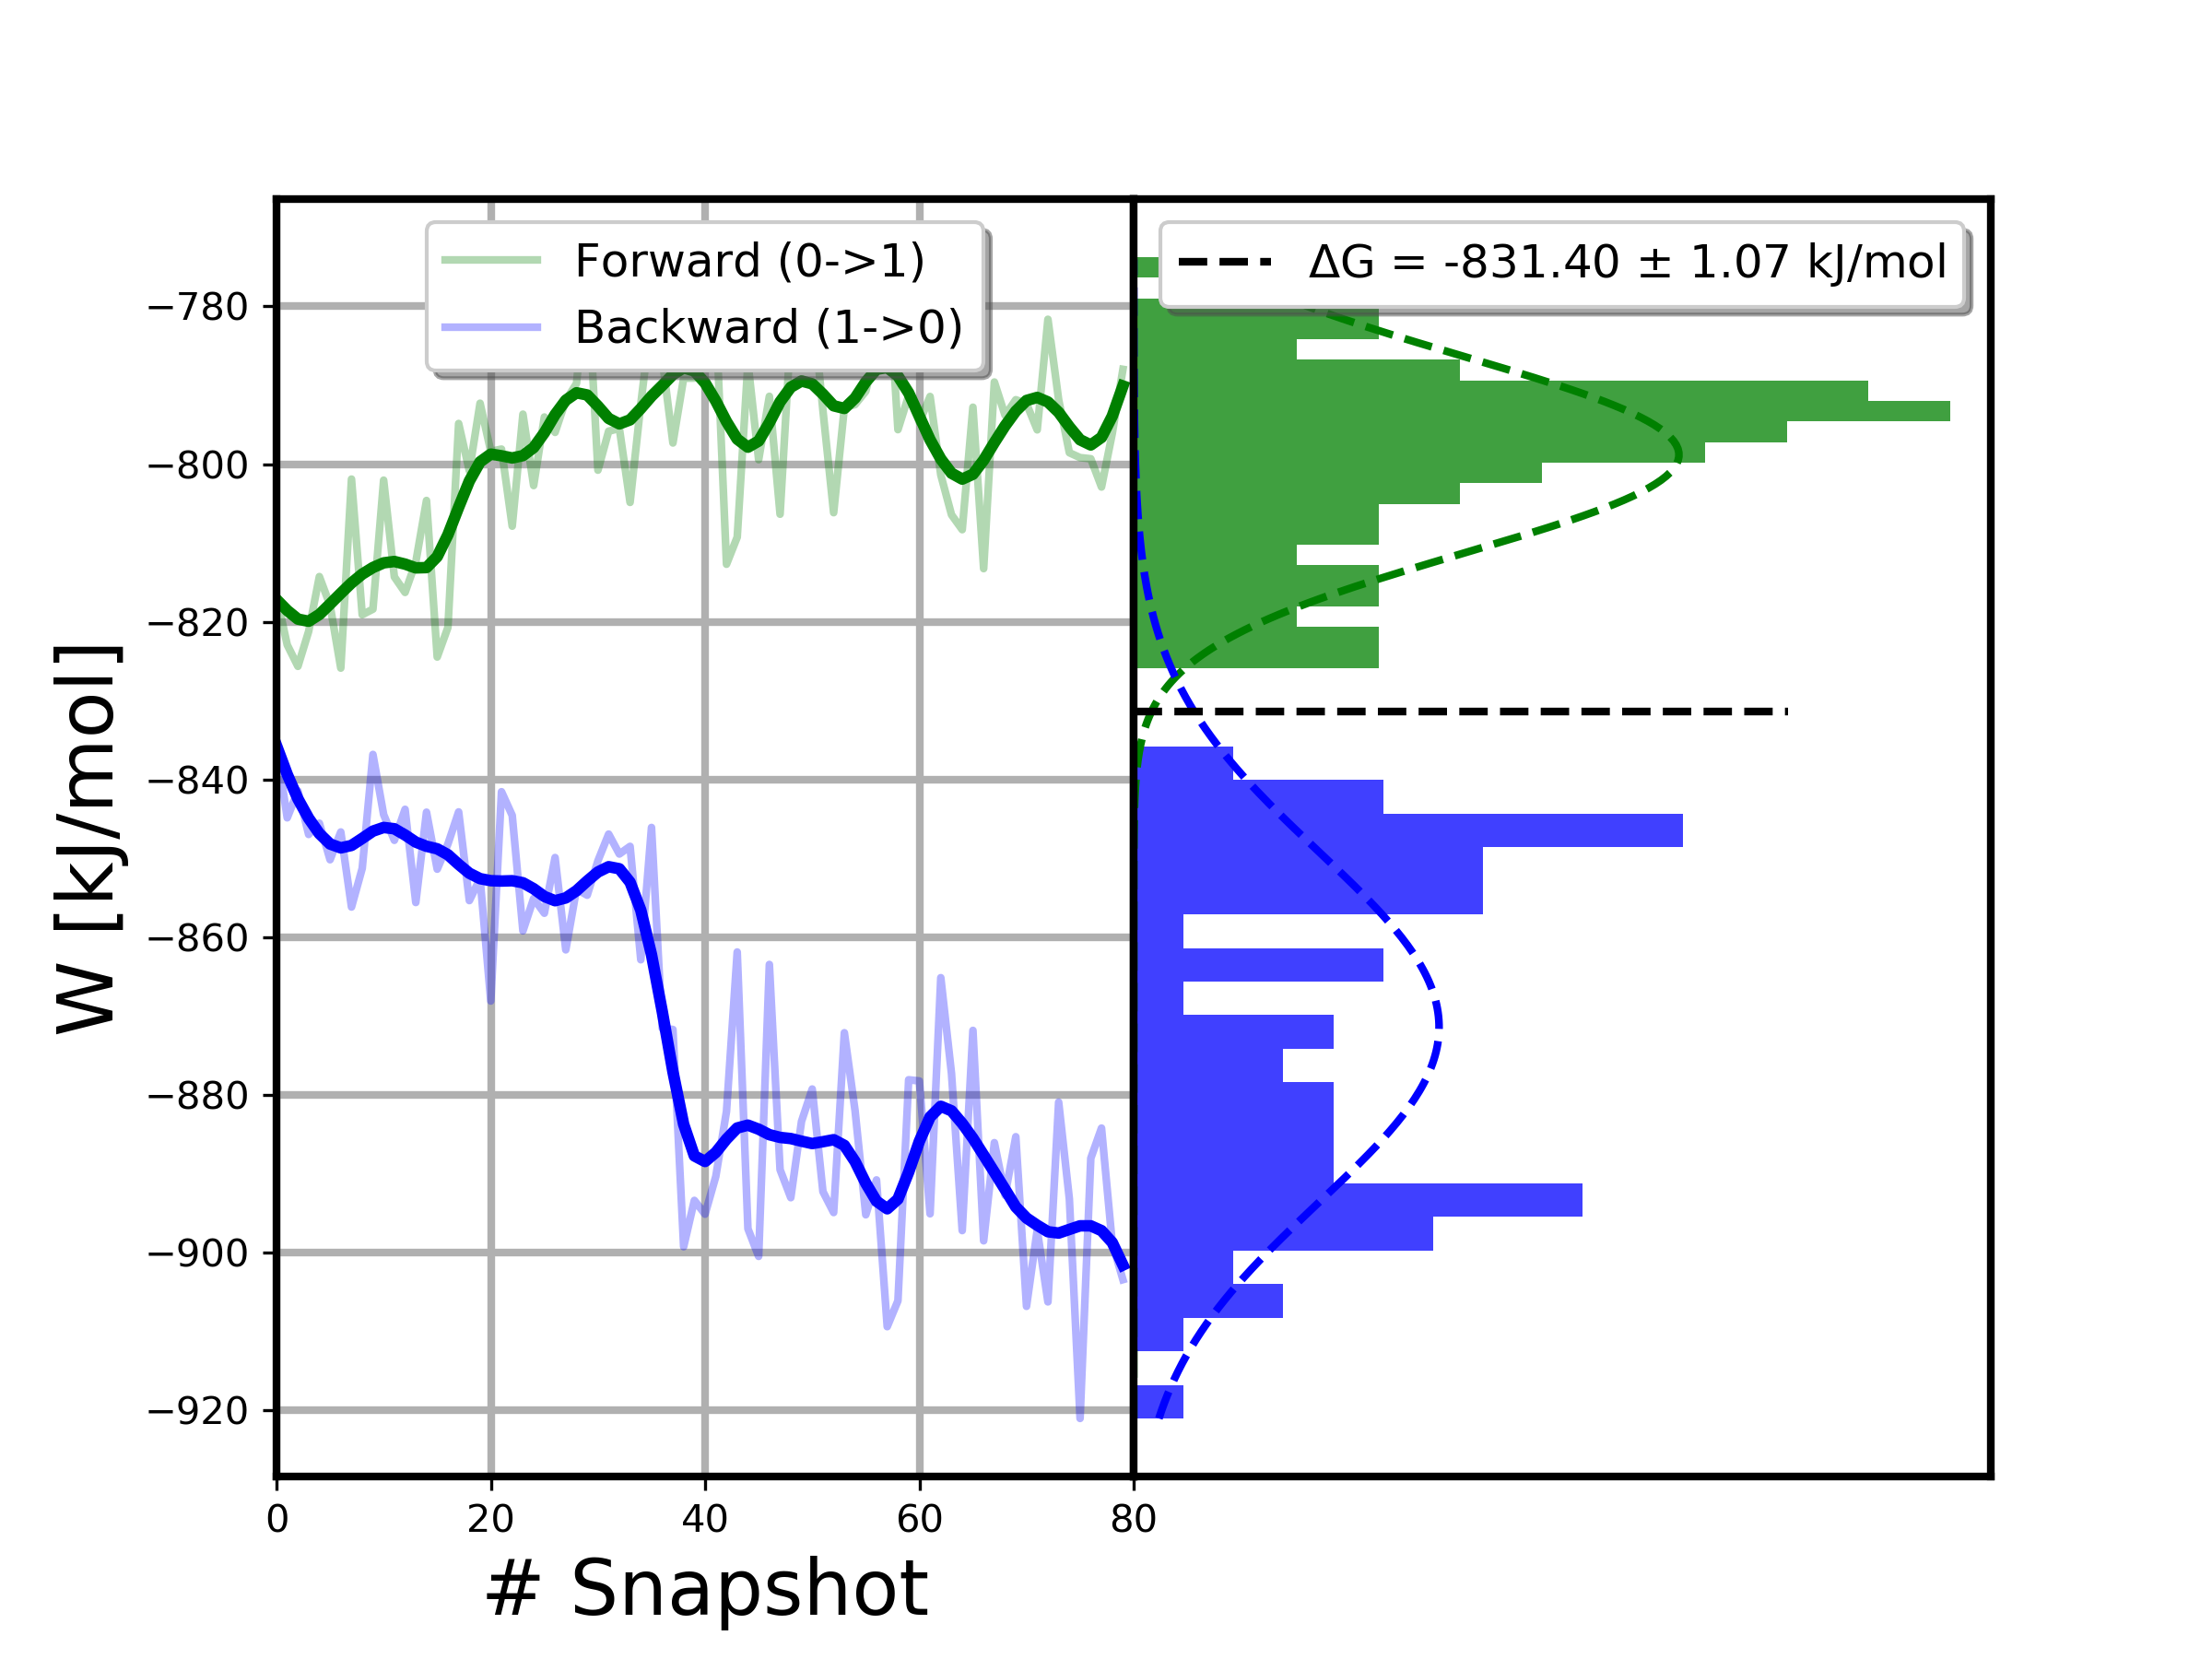 Forward (0->1)
Backward (1->0)
ΔG = -831.40 ± 1.07 kJ/mol
W [kJ/mol]
−780
−800
−820
−840
−860
−880
−900
−920
0 20 40 60 80
# Snapshot